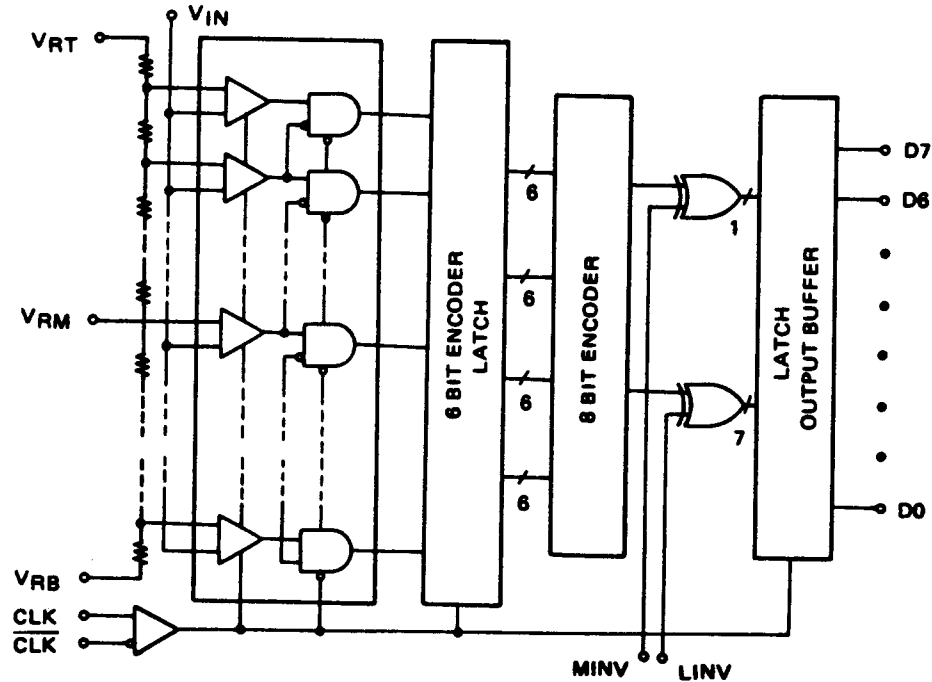 VIN
VRT
VRM
VRB
CLK
CLK
6 BIT ENCODER
LATCH
6
6
6
6
8 BIT ENCODER
1
7
MINV
LINV
LATCH
OUTPUT BUFFER
D7
D6
D0